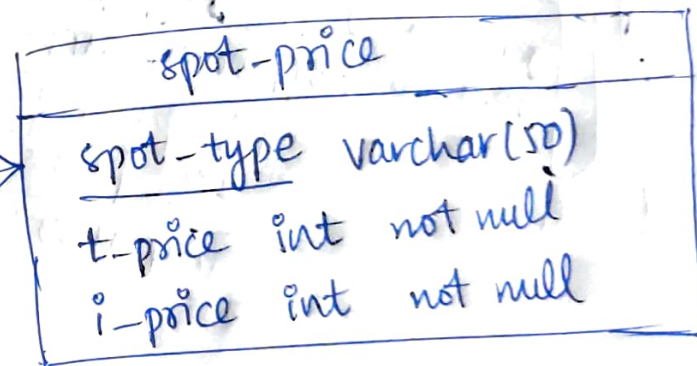 spot-price
spot-type varchar(50)
t-price int not null
i-price int not null